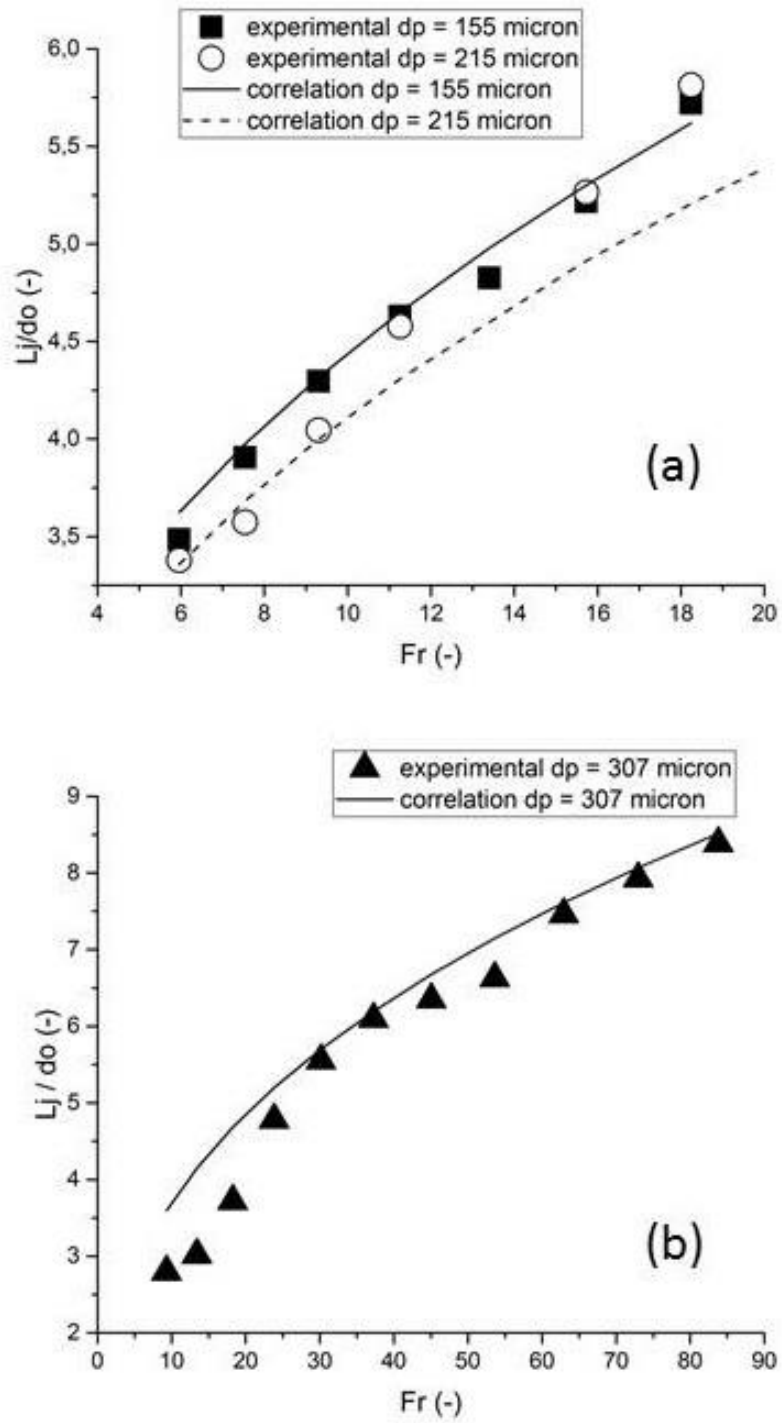 experimental dp = 155 micron
experimental dp = 215 micron
correlation dp = 155 micron
correlation dp = 215 micron
6,0
5,5
5,0
4,5
4,0
3,5
Lj/do (-)
(a)
4 6 8 10 12 14 16 18 20
Fr (-)
experimental dp = 307 micron
correlation dp = 307 micron
9
8
7
6
5
4
3
2
Lj / do (-)
(b)
0 10 20 30 40 50 60 70 80 90
Fr (-)